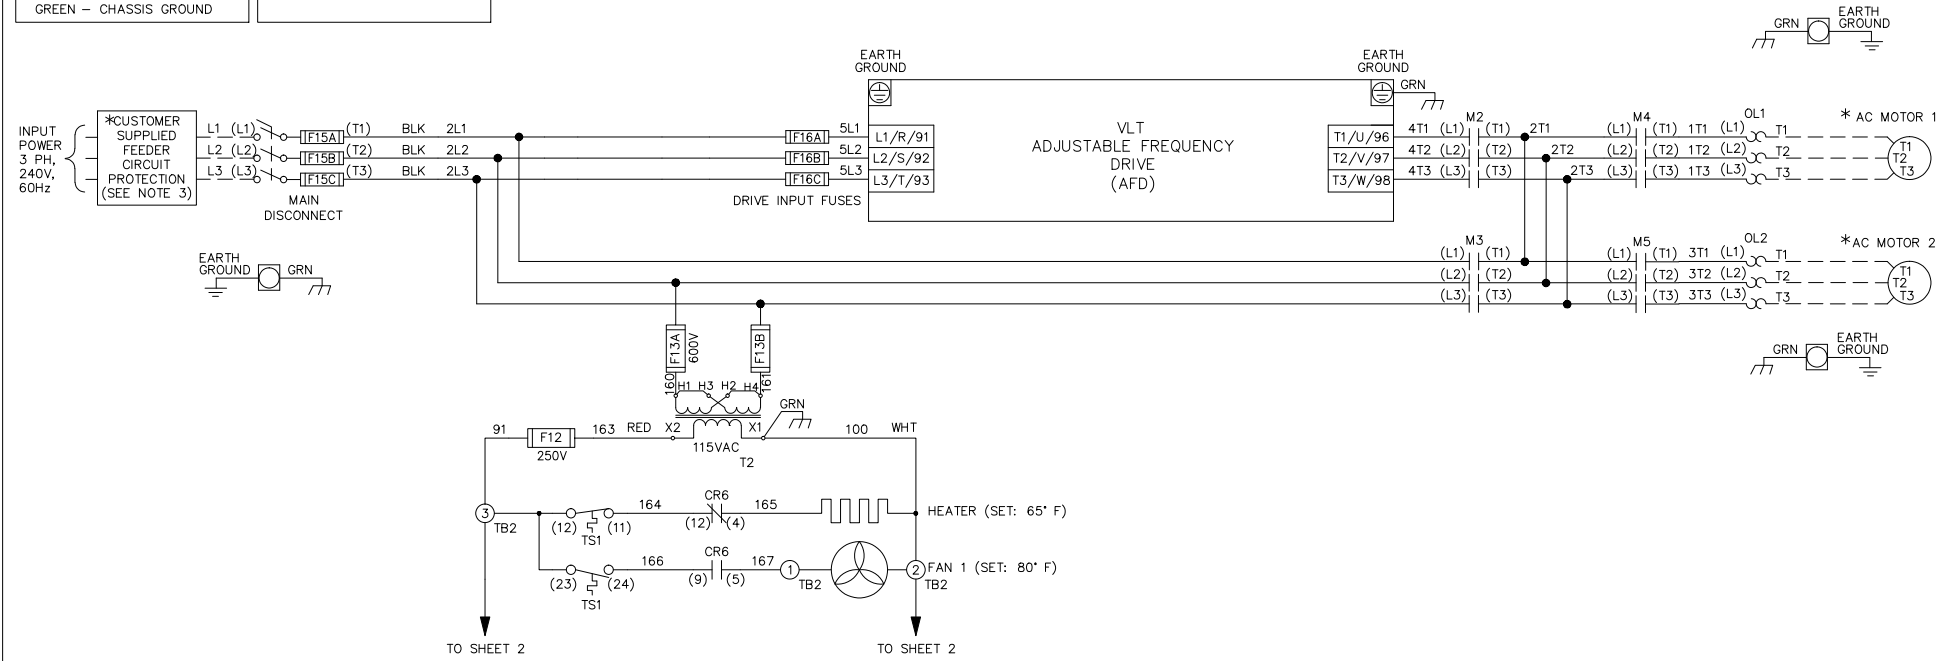 GREEN – CHASSIS GROUND
EARTH
GROUND
GRN
EARTH
GROUND
EARTH
GROUND
GRN
INPUT
POWER
3 PH,
240V,
60Hz
*CUSTOMER
SUPPLIED
FEEDER
CIRCUIT
PROTECTION
(SEE NOTE 3)
L1 (L1) F15A (T1) BLK 2L1 F16A 5L1 L1/R/91
L2 (L2) F15B (T2) BLK 2L2 F16B 5L2 L2/S/92
L3 (L3) F15C (T3) BLK 2L3 F16C 5L3 L3/T/93
MAIN
DISCONNECT
DRIVE INPUT FUSES
VLT
ADJUSTABLE FREQUENCY
DRIVE
(AFD)
M2 M4 OL1 * AC MOTOR 1
T1/U/96 4T1 (L1) (T1) 2T1 (L1) (T1) 1T1 (L1) T1
T2/V/97 4T2 (L2) (T2) 2T2 (L2) (T2) 1T2 (L2) T2
T3/W/98 4T3 (L3) (T3) 2T3 (L3) (T3) 1T3 (L3) T3
T1
T2
T3
M3 M5 OL2 *AC MOTOR 2
(L1) (T1) (L1) (T1) 3T1 (L1) T1
(L2) (T2) (L2) (T2) 3T2 (L2) T2
(L3) (T3) (L3) (T3) 3T3 (L3) T3
T1
T2
T3
EARTH
GROUND GRN
GRN
EARTH
GROUND
F13A
600V
F13B
160
161
H1 H3 H2 H4
GRN
91 F12 163 RED X2 X1 100 WHT
250V
115VAC
T2
3 TB2
(12) (11) 164 CR6 (12) (4) 165 HEATER (SET: 65° F)
TS1
(23) (24) 166 CR6 (9) (5) 167 1 TB2 2 FAN 1 (SET: 80° F)
TS1
TB2
TO SHEET 2
TO SHEET 2